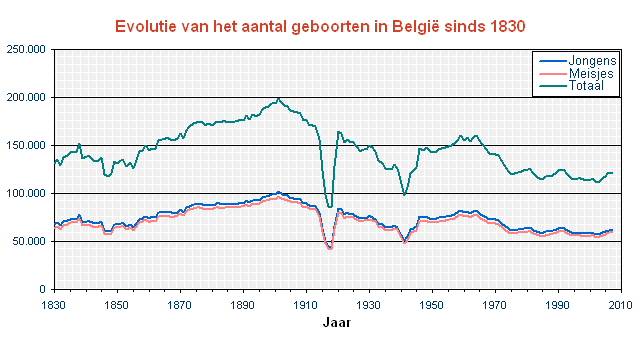 Evolutie van het aantal geboorten in België sinds 1830
250.000
200.000
150.000
100.000
50.000
0
Jongens
Meisjes
Totaal
1830 1850 1870 1890 1910 1930 1950 1970 1990 2010
Jaar